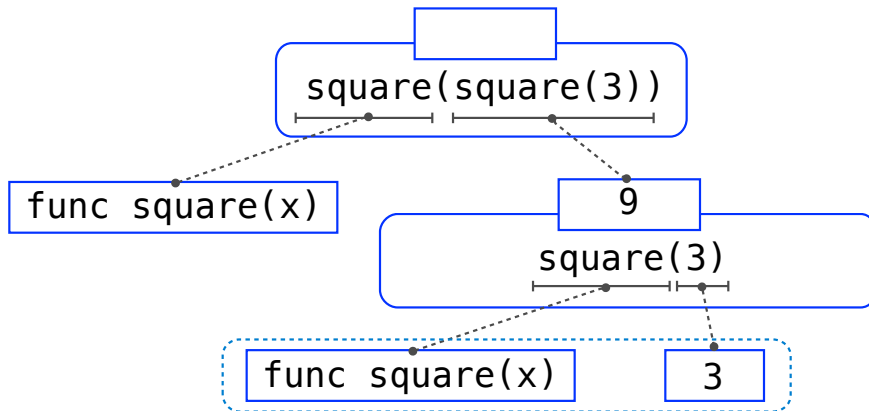 square(square(3))
func square(x)
9
square(3)
func square(x)
3